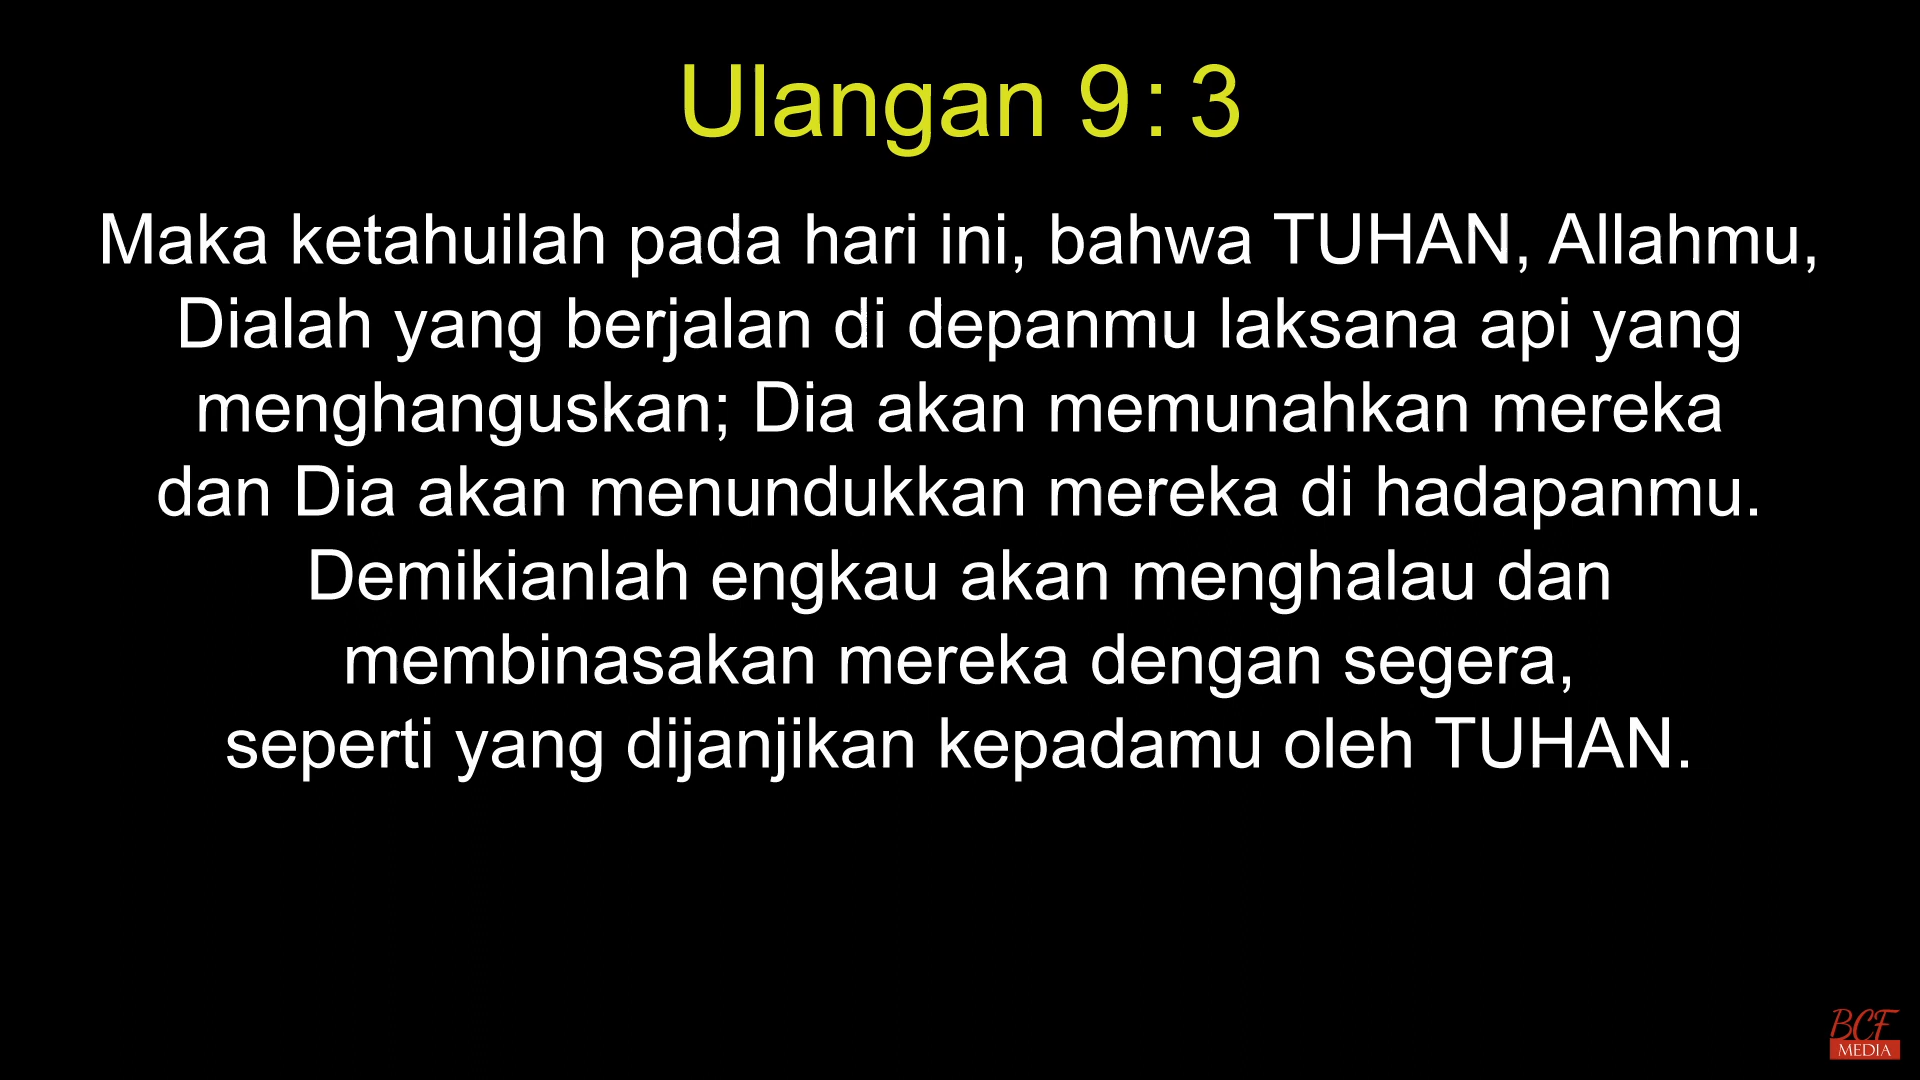 Ulangan 9 : 3
Maka ketahuilah pada hari ini, bahwa TUHAN, Allahmu,
Dialah yang berjalan di depanmu laksana api yang
menghanguskan; Dia akan memunahkan mereka
dan Dia akan menundukkan mereka di hadapanmu.
Demikianlah engkau akan menghalau dan
membinasakan mereka dengan segera,
seperti yang dijanjikan kepadamu oleh TUHAN.
BCF
MEDIA